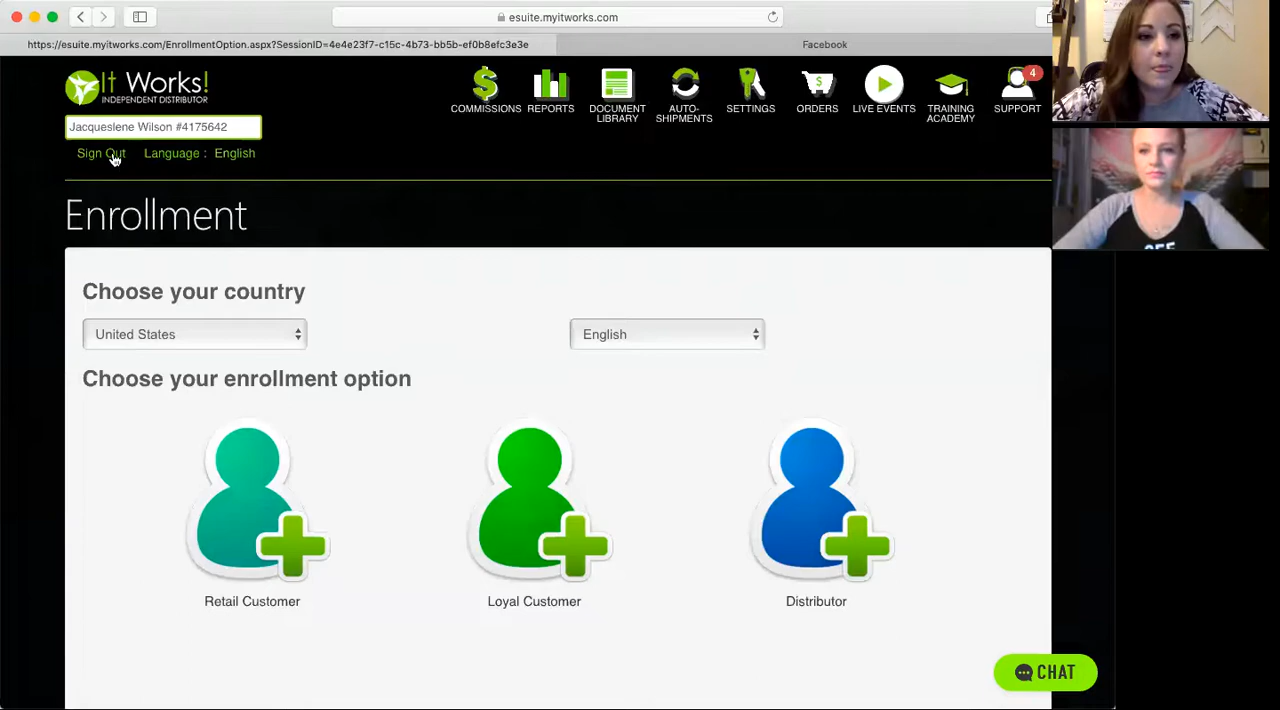 esuite.myitworks.com
https://esuite.myitworks.com/EnrollmentOption.aspx?SessionID=4e4e23f7-c15c-4b73-bb5b-ef0b8efc3e3e
Facebook
It Works!
INDEPENDENT DISTRIBUTOR
COMMISSIONS
REPORTS
DOCUMENT
LIBRARY
AUTO-
SHIPMENTS
SETTINGS
ORDERS
LIVE EVENTS
TRAINING
ACADEMY
4
SUPPORT
Jacqueslene Wilson #4175642
Sign Out Language : English
Enrollment
Choose your country
United States
English
Choose your enrollment option
Retail Customer
Loyal Customer
Distributor
CHAT